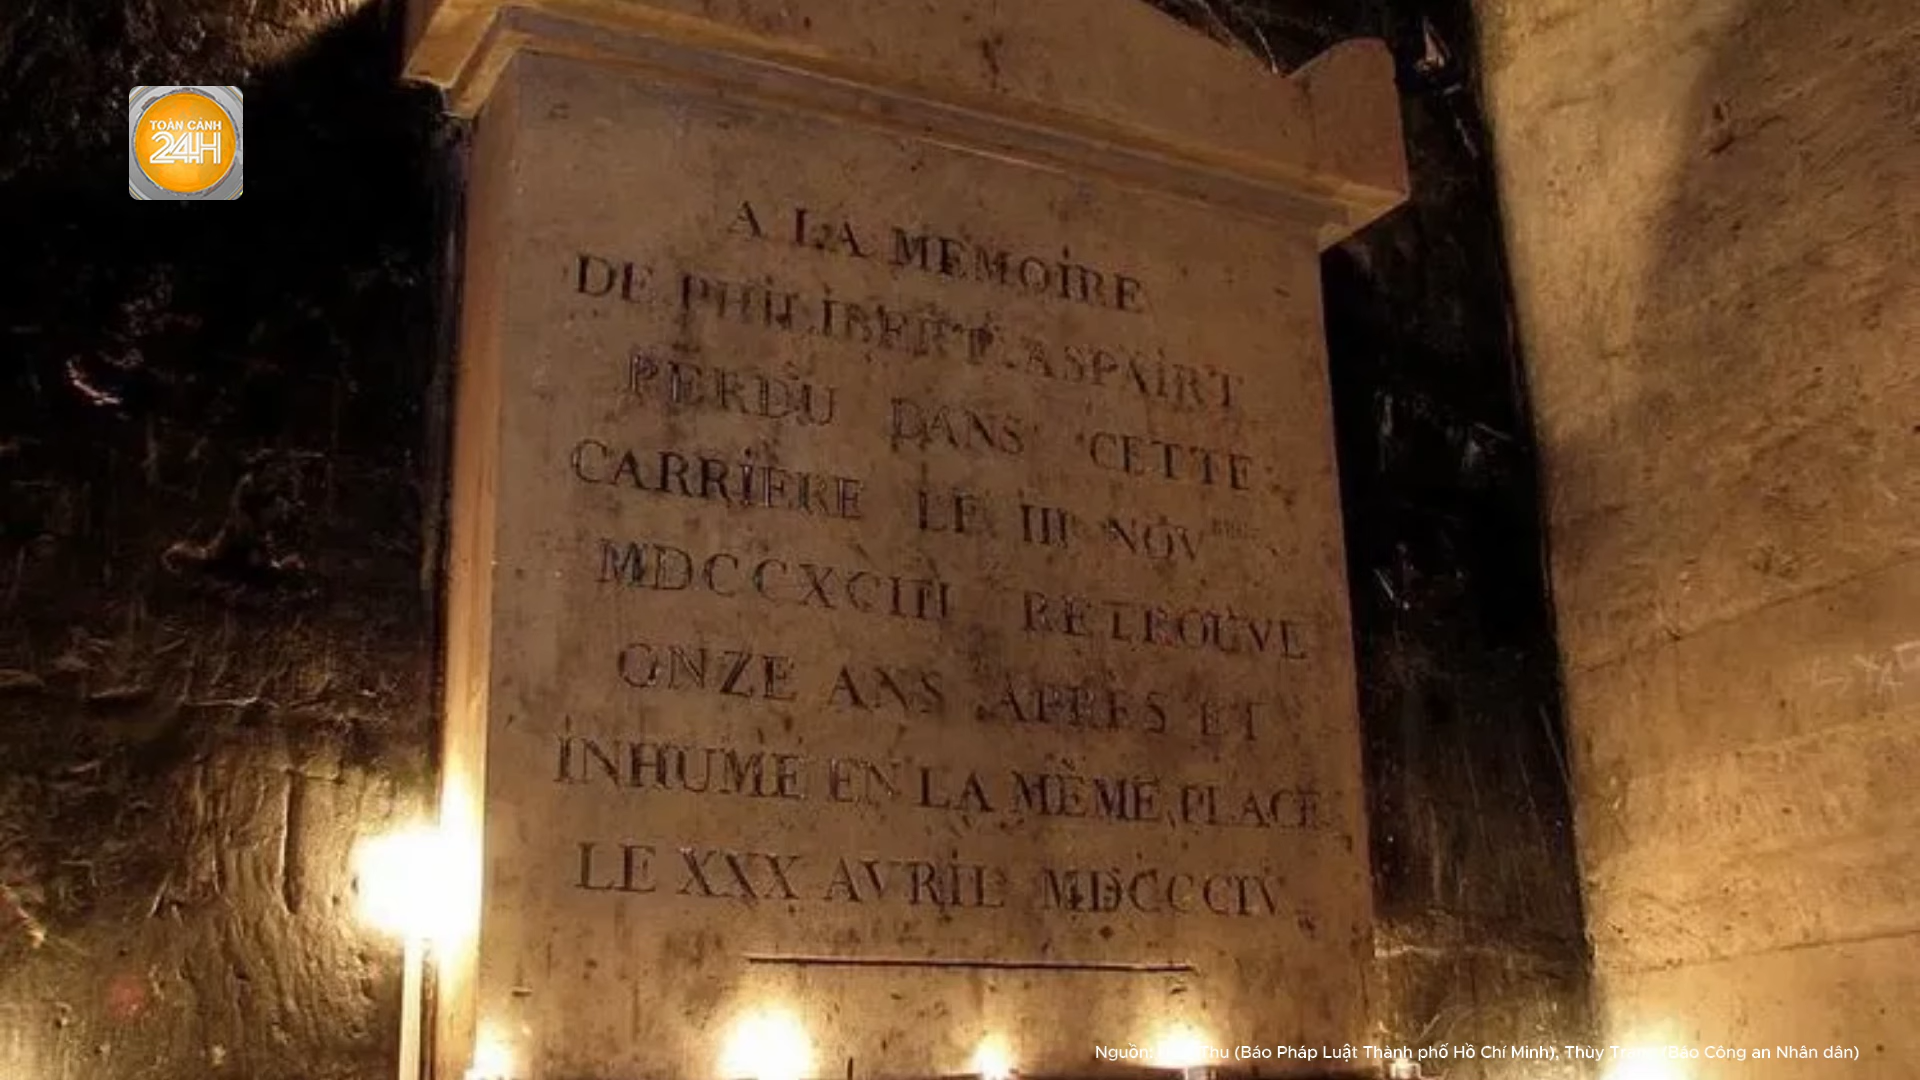 TOÀN CẢNH
24H
A LA MEMOIRE
DE PHILIBERT ASPAIRT
PERDU DANS CETTE
CARRIERE LE III NOV BRE
MDCCXCIII RETROUVE
ONZE ANS APRES ET
INHUME EN LA MÈME PLACE
LE XXX AVRIL MDCCCIV
Nguồn: Thu (Báo Pháp Luật Thành phố Hồ Chí Minh), Thùy (Báo Công an Nhân dân)